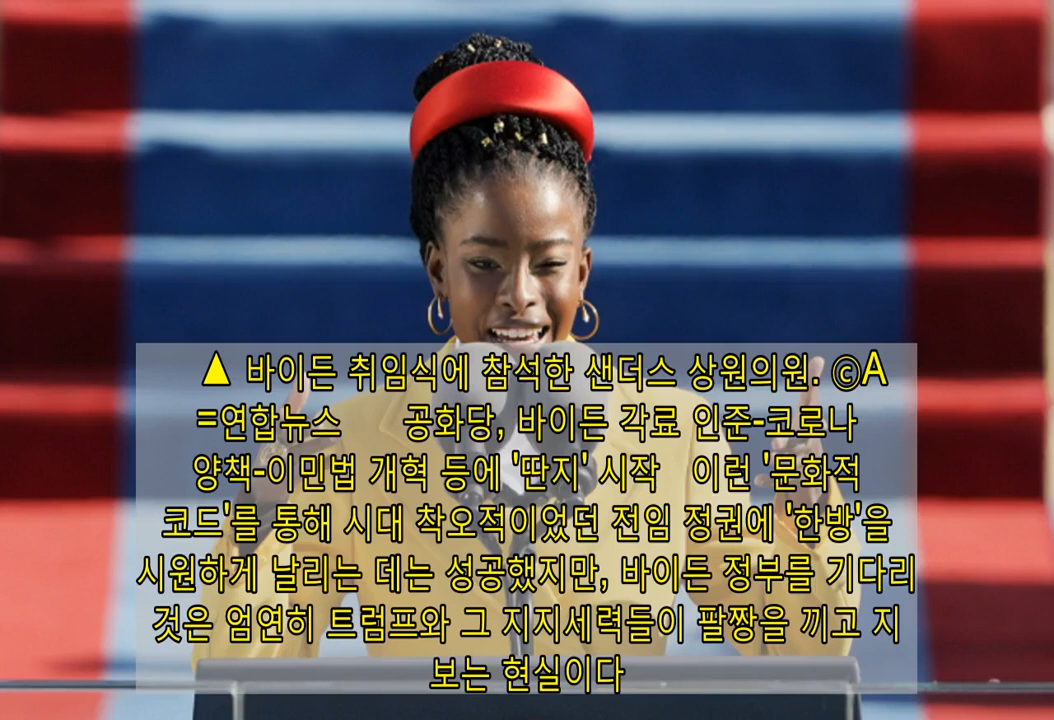 ▲ 바이든 취임식에 참석한 샌더스 상원의원. ©A
=연합뉴스 공화당, 바이든 각료 인준-코로나
양책-이민법 개혁 등에 '딴지' 시작 이런 '문화적
코드'를 통해 시대 착오적이었던 전임 정권에 '한방'을
시원하게 날리는 데는 성공했지만, 바이든 정부를 기다리
것은 엄연히 트럼프와 그 지지세력들이 팔짱을 끼고 지
보는 현실이다